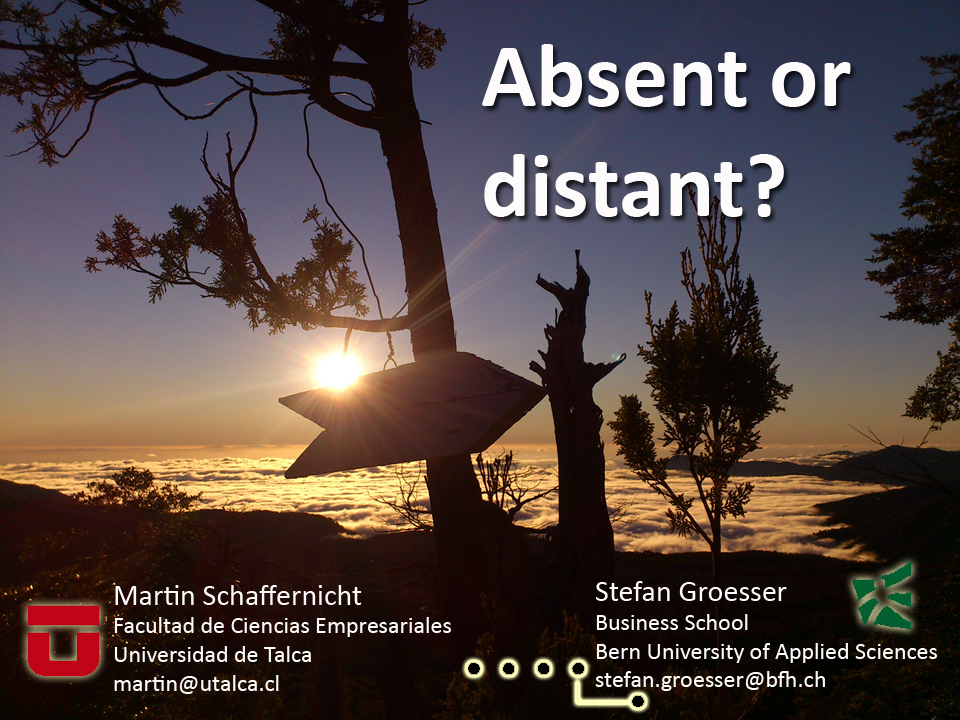 Absent or
distant?
Martin Schaffernicht
Facultad de Ciencias Empresariales
Universidad de Talca
martin@utalca.cl
Stefan Groesser
Business School
Bern University of Applied Sciences
stefan.groesser@bfh.ch